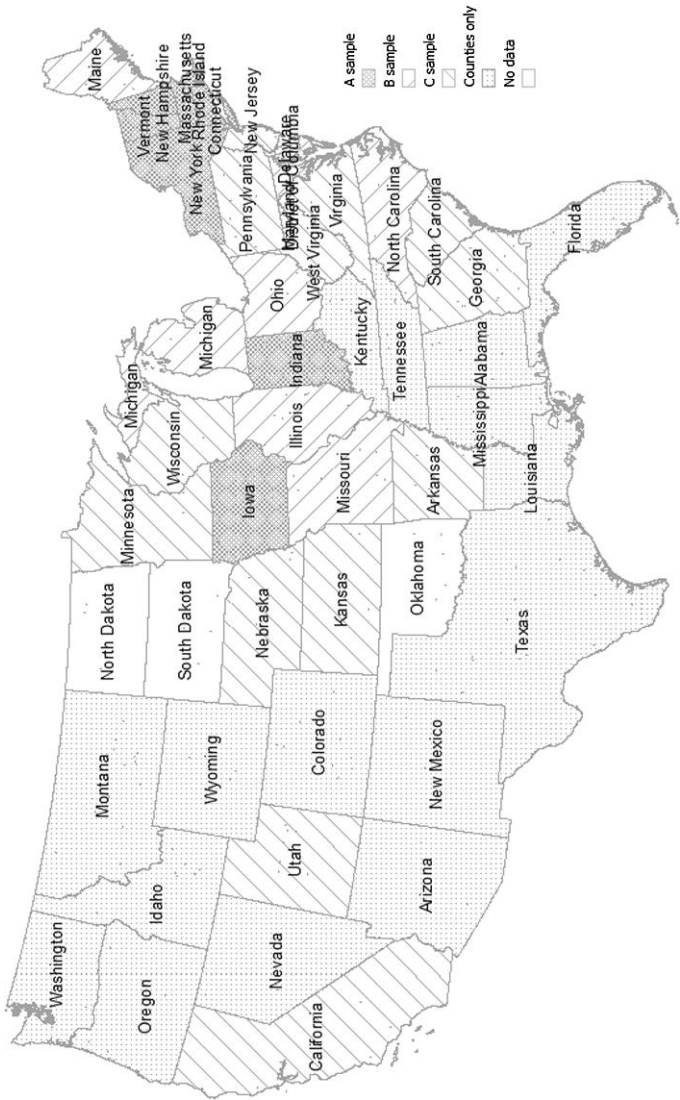 Washington
Oregon
California
Nevada
Idaho
Montana
Wyoming
Utah
Arizona
Colorado
New Mexico
North Dakota
South Dakota
Nebraska
Kansas
Oklahoma
Texas
Minnesota
Iowa
Missouri
Arkansas
Louisiana
Wisconsin
Illinois
Mississippi
Michigan
Michigan
Indiana
Kentucky
Tennessee
Alabama
Ohio
West Virginia
Virginia
North Carolina
South Carolina
Georgia
Florida
Pennsylvania
Maryland
Delaware
District of Columbia
New Jersey
New York
Connecticut
Rhode Island
Massachusetts
Vermont
New Hampshire
Maine
A sample
B sample
C sample
Counties only
No data